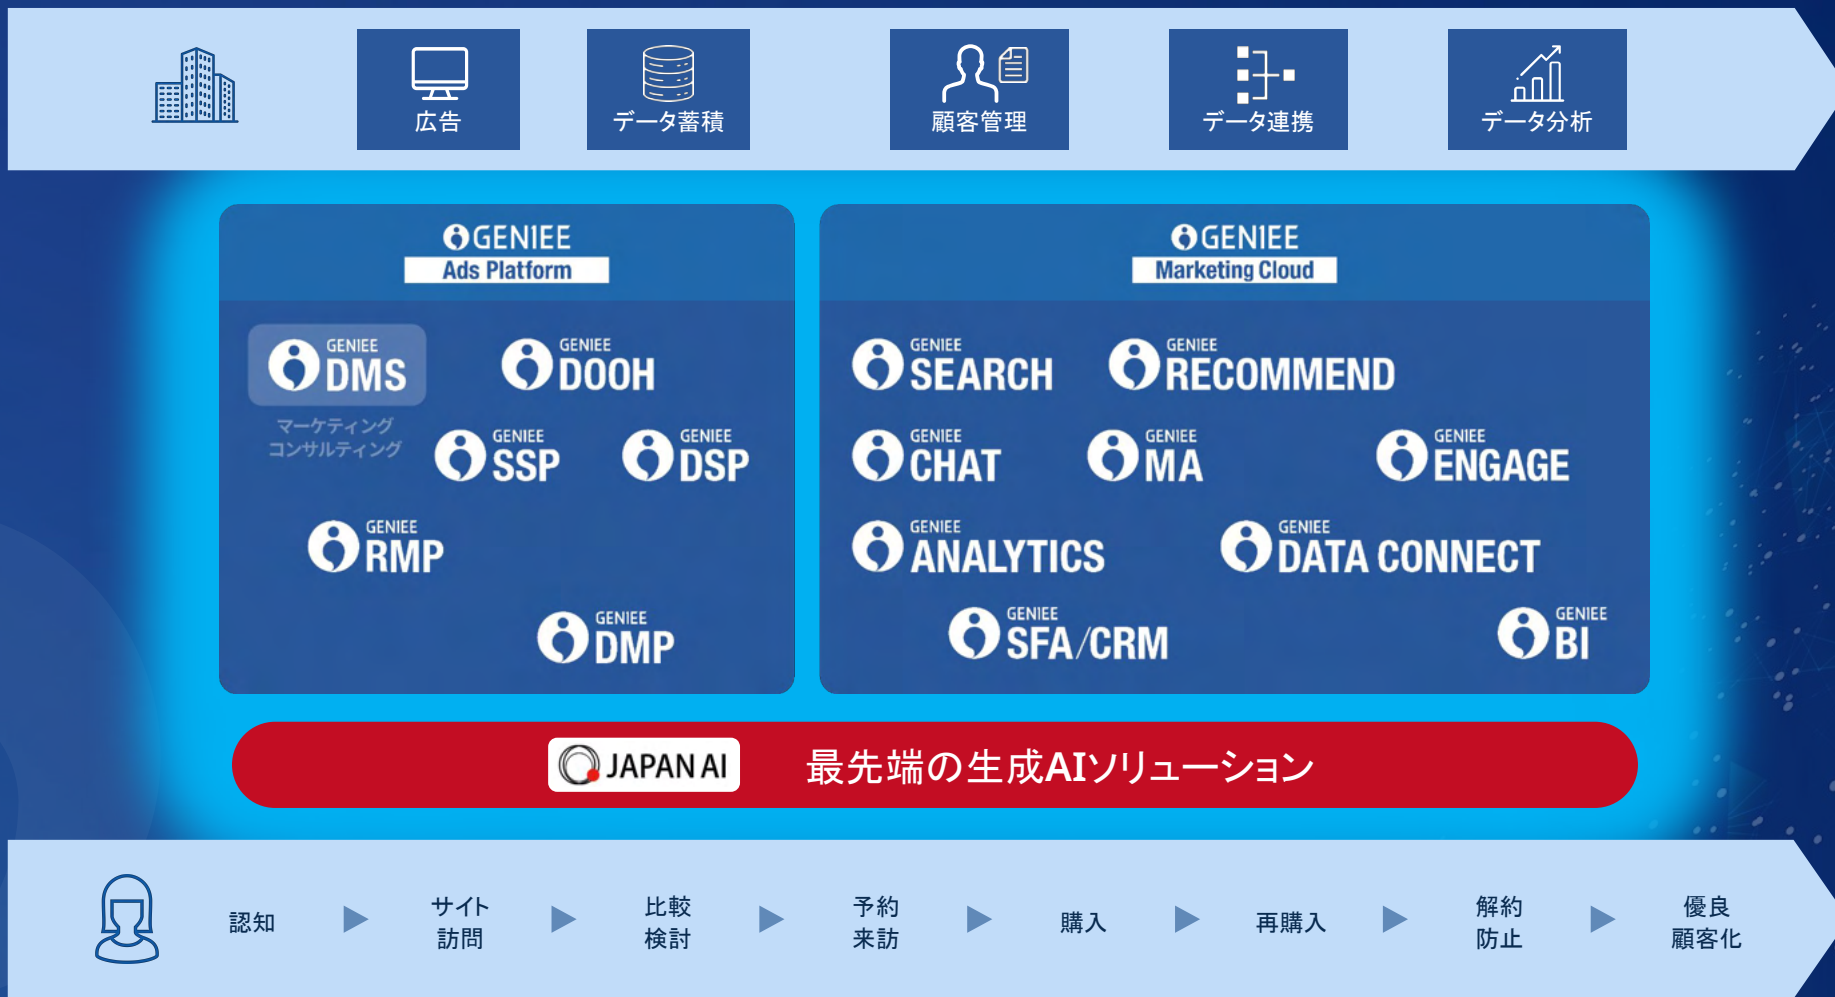 広告
データ蓄積
顧客管理
データ連携
データ分析
GENIEE
Ads Platform
GENIEE
DMS
マーケティング
コンサルティング
GENIEE
DOOH
GENIEE
SSP
GENIEE
DSP
GENIEE
RMP
GENIEE
DMP
GENIEE
Marketing Cloud
GENIEE
SEARCH
GENIEE
RECOMMEND
GENIEE
CHAT
GENIEE
MA
GENIEE
ENGAGE
GENIEE
ANALYTICS
GENIEE
DATA CONNECT
GENIEE
SFA/CRM
GENIEE
BI
JAPAN AI
最先端の生成AIソリューション
認知
サイト
訪問
比較
検討
予約
来訪
購入
再購入
解約
防止
優良
顧客化